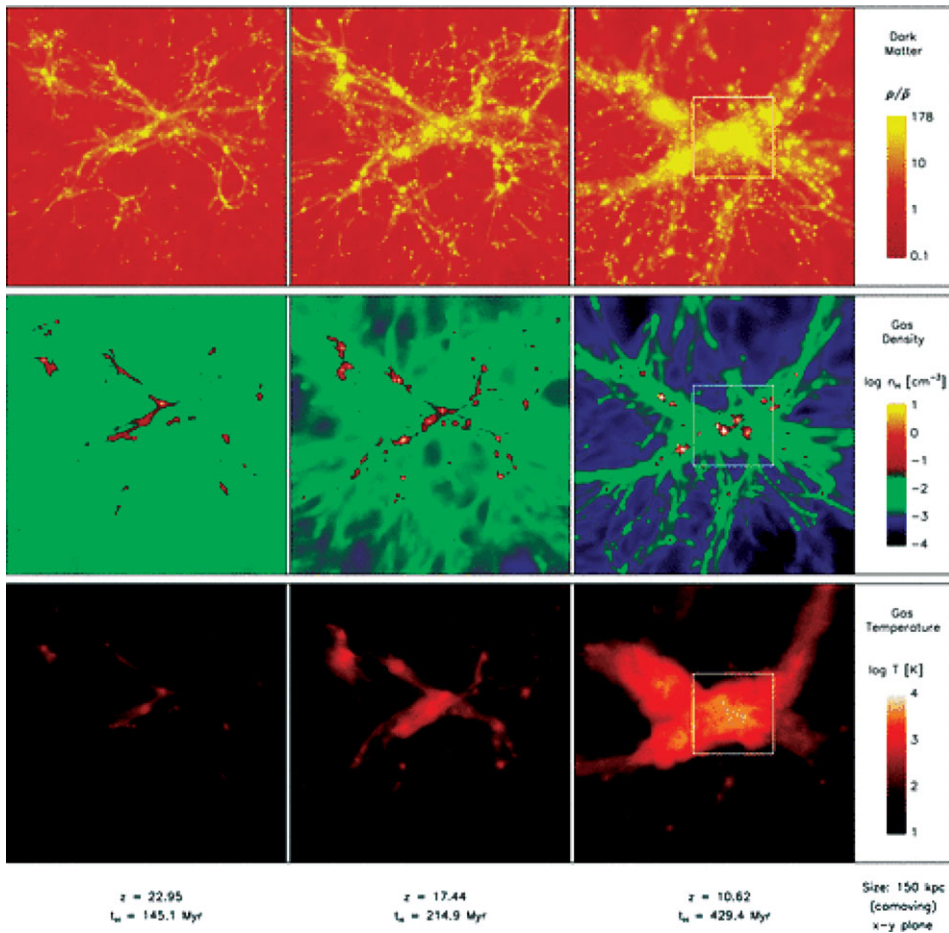 Dark
Matter
ρ/ρ̄
178
10
1
0.1
Gas
Density
log n_H [cm⁻³]
1
0
−1
−2
−3
−4
Gas
Temperature
log T [K]
4
3
2
1
z = 22.95
t_H = 145.1 Myr
z = 17.44
t_H = 214.9 Myr
z = 10.62
t_H = 429.4 Myr
Size: 150 kpc
(comoving)
x−y plane